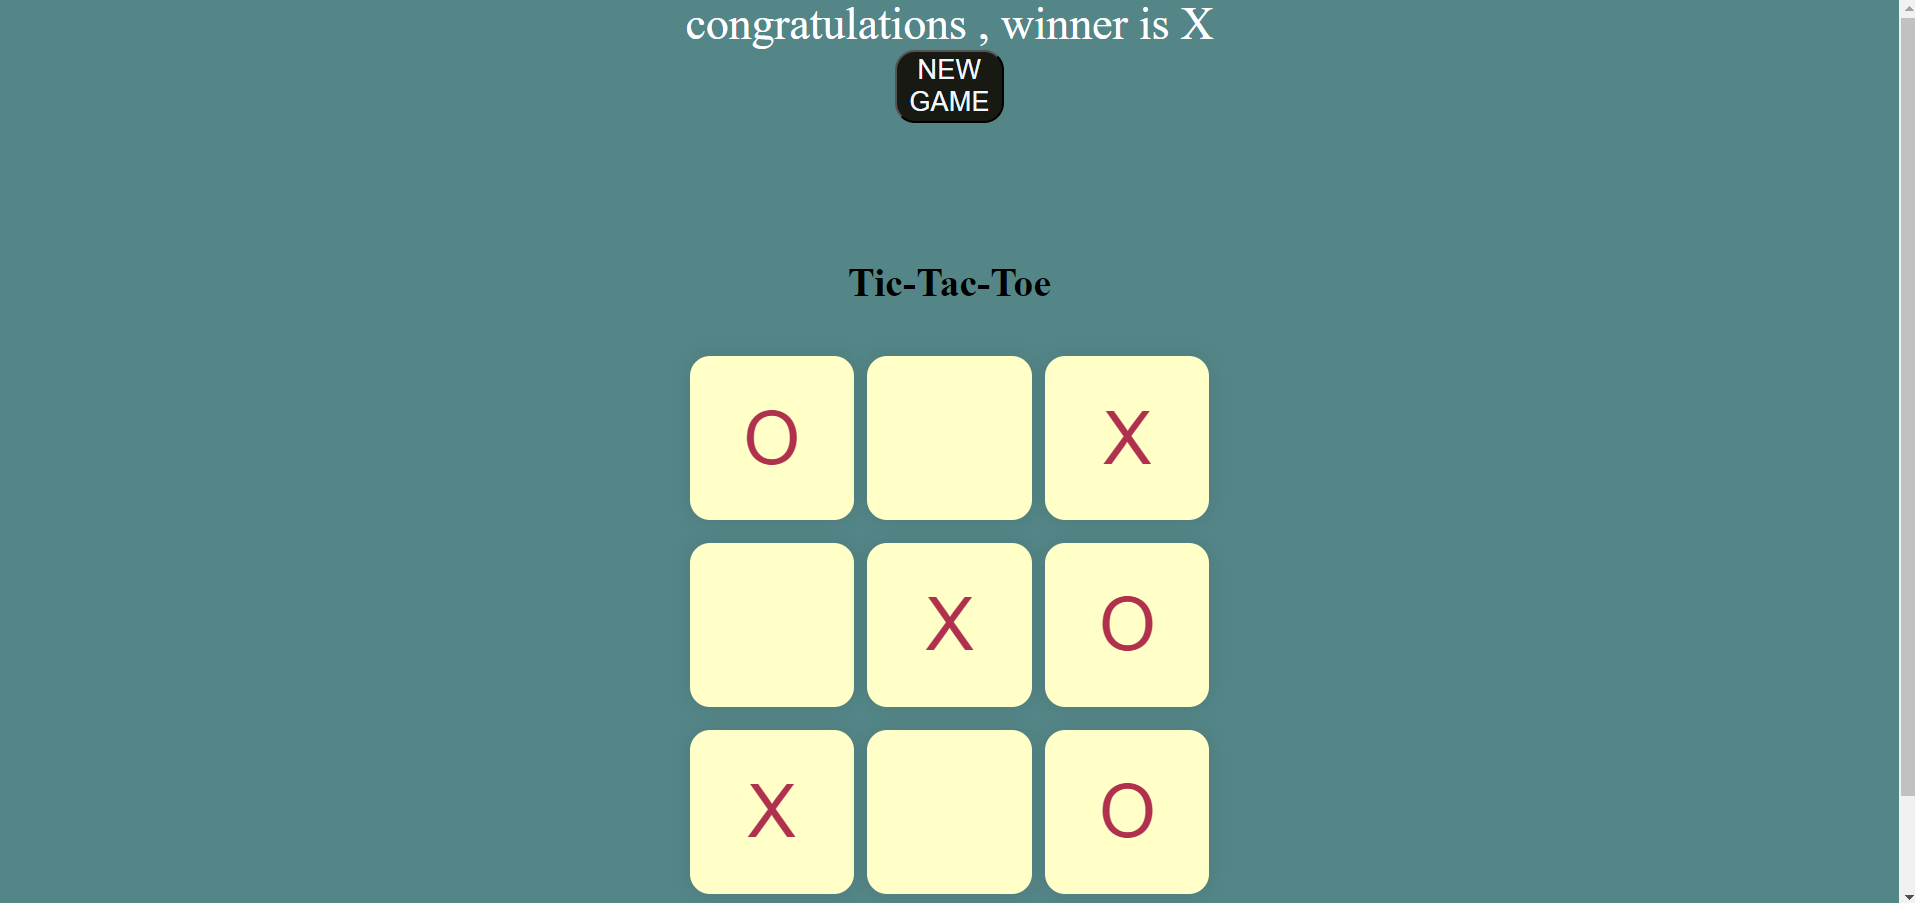 congratulations , winner is X
NEW
GAME
Tic-Tac-Toe
O X
X O
X O